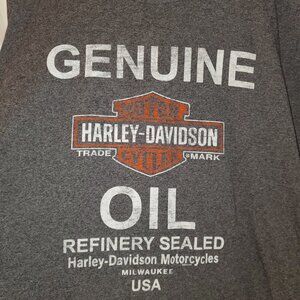 GENUINE
MOTOR
HARLEY-DAVIDSON
TRADE MARK
CYCLES
OIL
REFINERY SEALED
Harley-Davidson Motorcycles
MILWAUKEE
USA